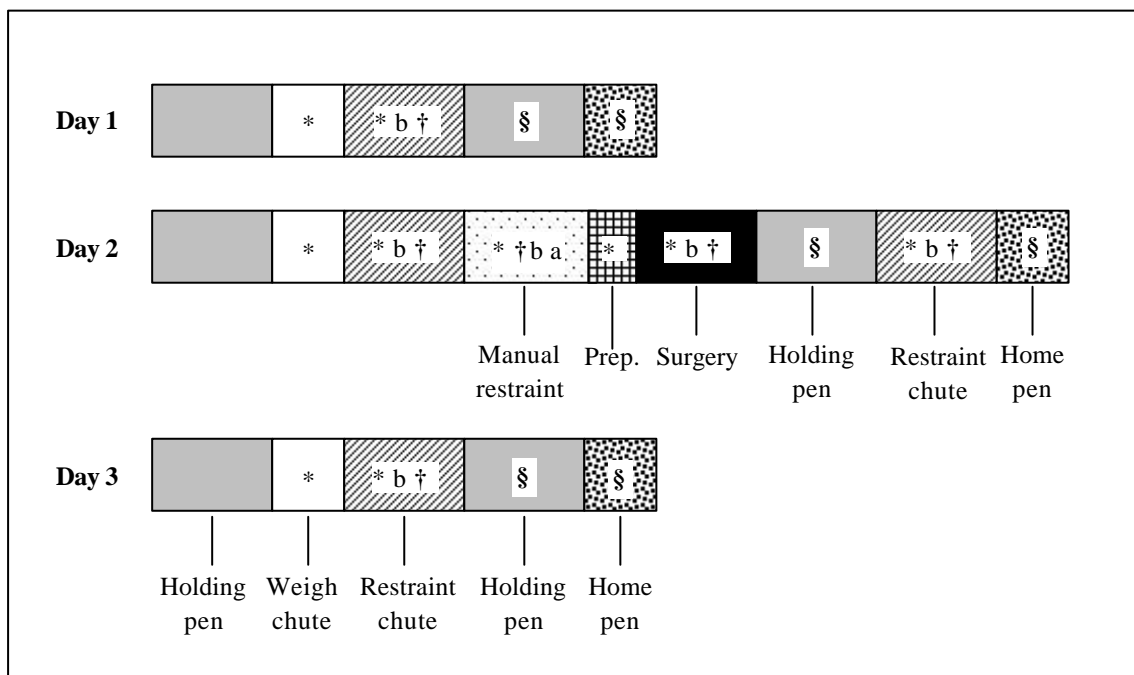 Day 1
* * b † § §
Day 2
* * b † * † b a * * b † § * b † §
Manual Prep. Surgery Holding Restraint Home
restraint pen chute pen
Day 3
* * b † § §
Holding Weigh Restraint Holding Home
pen chute chute pen pen